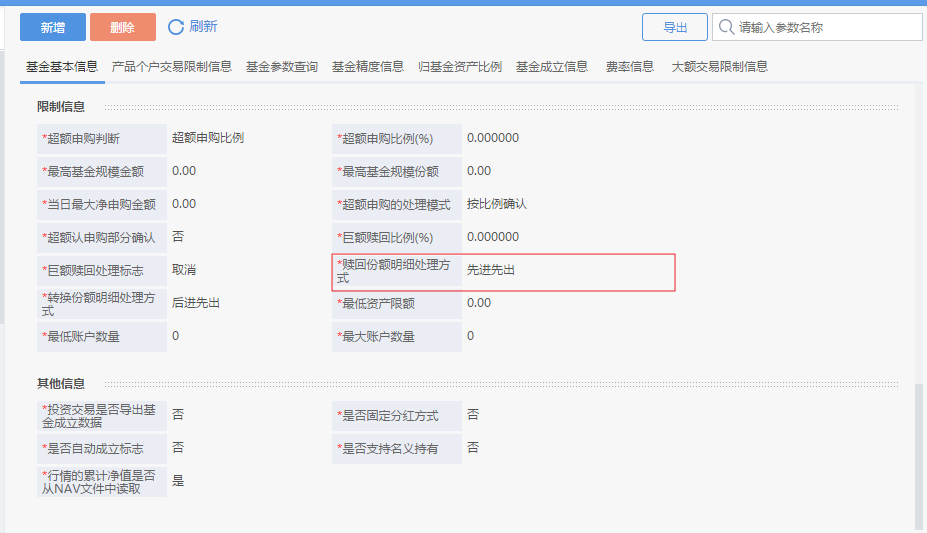 新增 删除 刷新 导出 请输入参数名称
基金基本信息 产品个户交易限制信息 基金参数查询 基金精度信息 归基金资产比例 基金成立信息 费率信息 大额交易限制信息
限制信息
*超额申购判断 超额申购比例 *超额申购比例(%) 0.000000
*最高基金规模金额 0.00 *最高基金规模份额 0.00
*当日最大净申购金额 0.00 *超额申购的处理模式 按比例确认
*超额认申购部分确认 否 *巨额赎回比例(%) 0.000000
*巨额赎回处理标志 取消 *赎回份额明细处理方
式 先进先出
*转换份额明细处理方
式 后进先出 *最低资产限额 0.00
*最低账户数量 0 *最大账户数量 0
其他信息
*投资交易是否导出基
金成立数据 否 *是否固定分红方式 否
*是否自动成立标志 否 *是否支持名义持有 否
*行情的累计净值是否
从NAV文件中读取 是